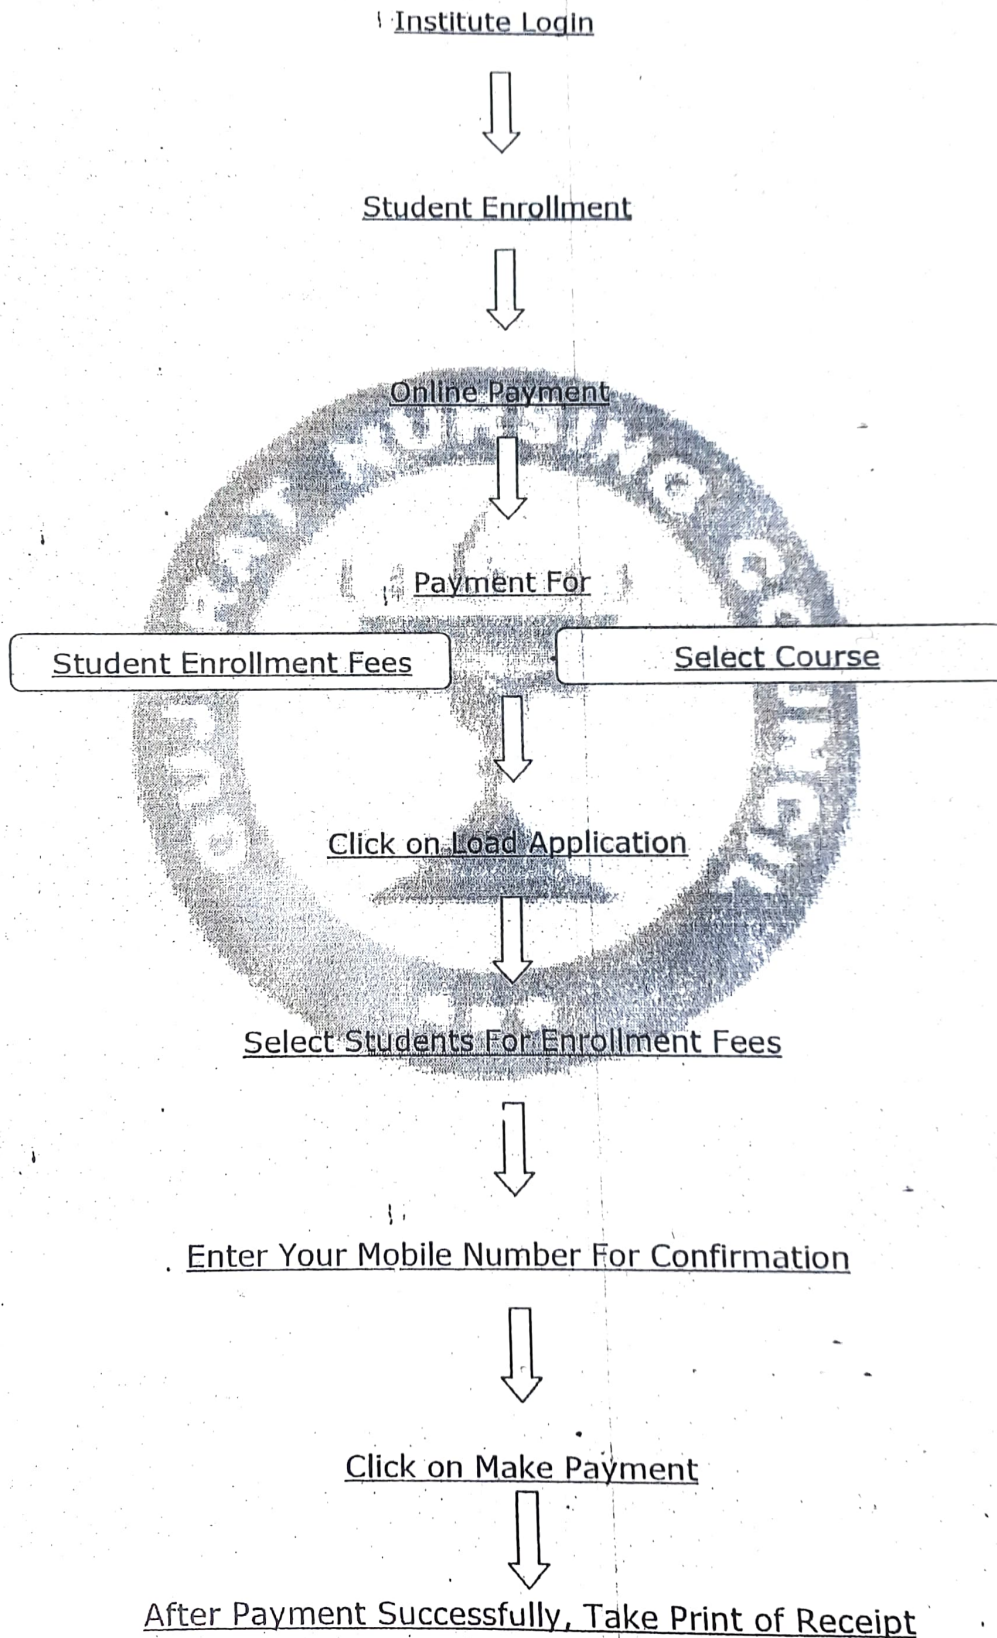 Institute Login
Student Enrollment
Online Payment
NURSING COUNCIL
Payment For
Student Enrollment Fees
Select Course
Click on Load Application
Select Students For Enrollment Fees
Enter Your Mobile Number For Confirmation
Click on Make Payment
After Payment Successfully, Take Print of Receipt